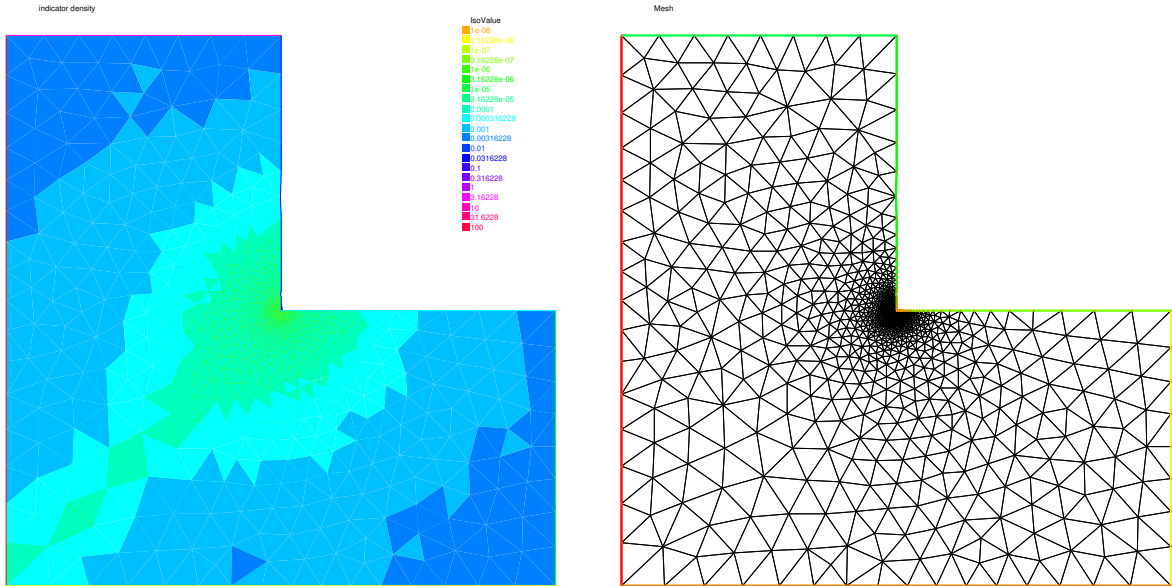 indicator density
IsoValue
1e-08
3.16228e-08
1e-07
3.16228e-07
1e-06
3.16228e-06
1e-05
3.16228e-05
0.0001
0.000316228
0.001
0.00316228
0.01
0.0316228
0.1
0.316228
1
3.16228
10
31.6228
100
Mesh